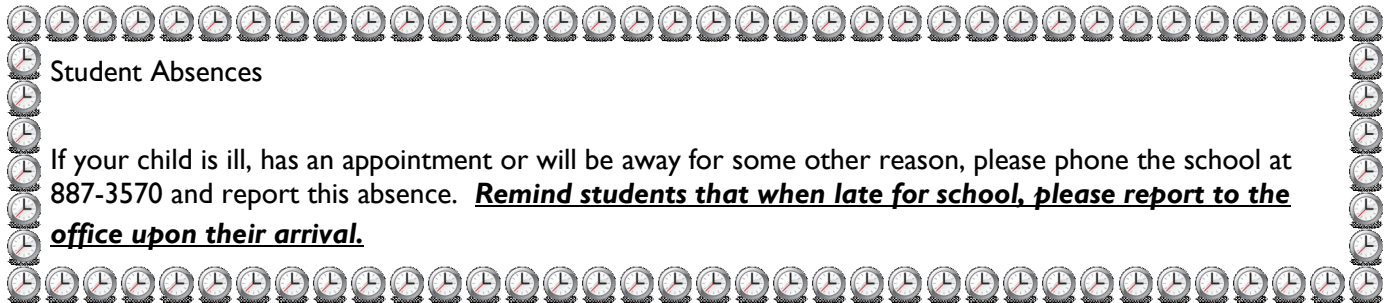 Student Absences
If your child is ill, has an appointment or will be away for some other reason, please phone the school at
887-3570 and report this absence.  Remind students that when late for school, please report to the
office upon their arrival.